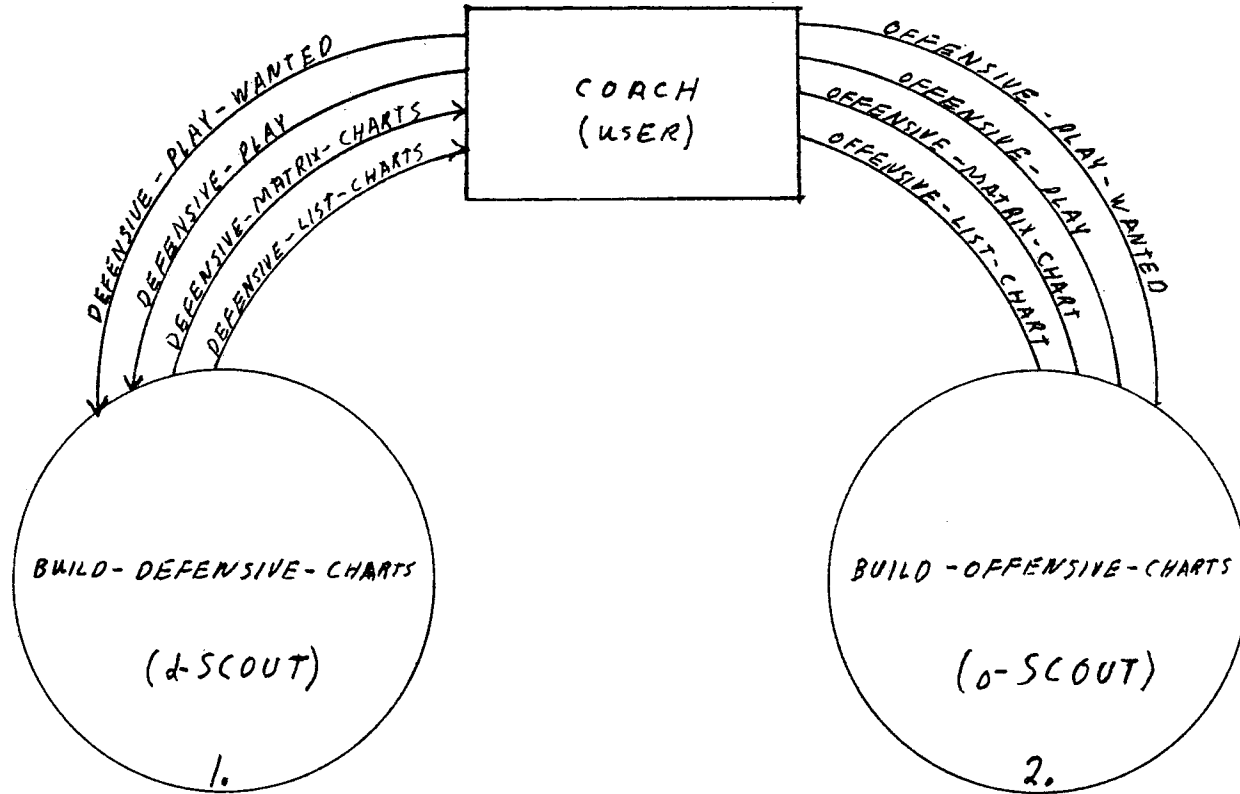 COACH
(USER)
DEFENSIVE-PLAY-WANTED
DEFENSIVE-PLAY
DEFENSIVE-MATRIX-CHARTS
DEFENSIVE-LIST-CHARTS
OFFENSIVE-PLAY-WANTED
OFFENSIVE-PLAY
OFFENSIVE-MATRIX-CHART
OFFENSIVE-LIST-CHART
BUILD-DEFENSIVE-CHARTS
(d-SCOUT)
1.
BUILD-OFFENSIVE-CHARTS
(o-SCOUT)
2.